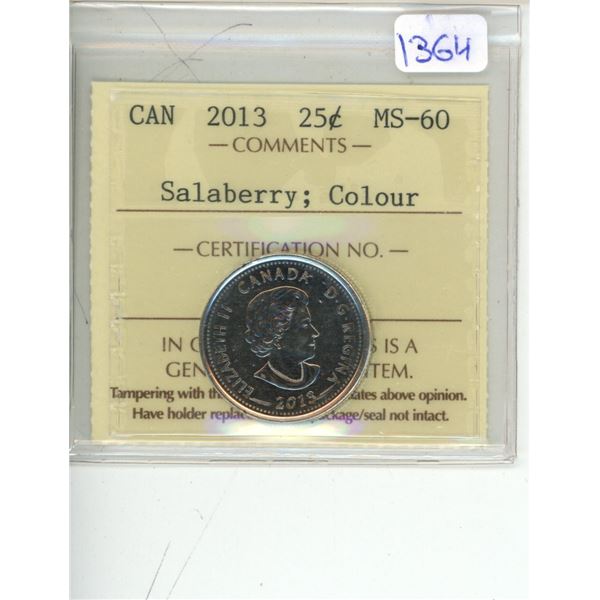 1364
CAN 2013 25¢ MS-60
— COMMENTS —
Salaberry; Colour
— CERTIFICATION NO. —
ELIZABETH II CANADA D·G·REGINA
2013
IN S IS A
GEN ITEM.
Tampering with th ates above opinion.
Have holder replac ckage/seal not intact.